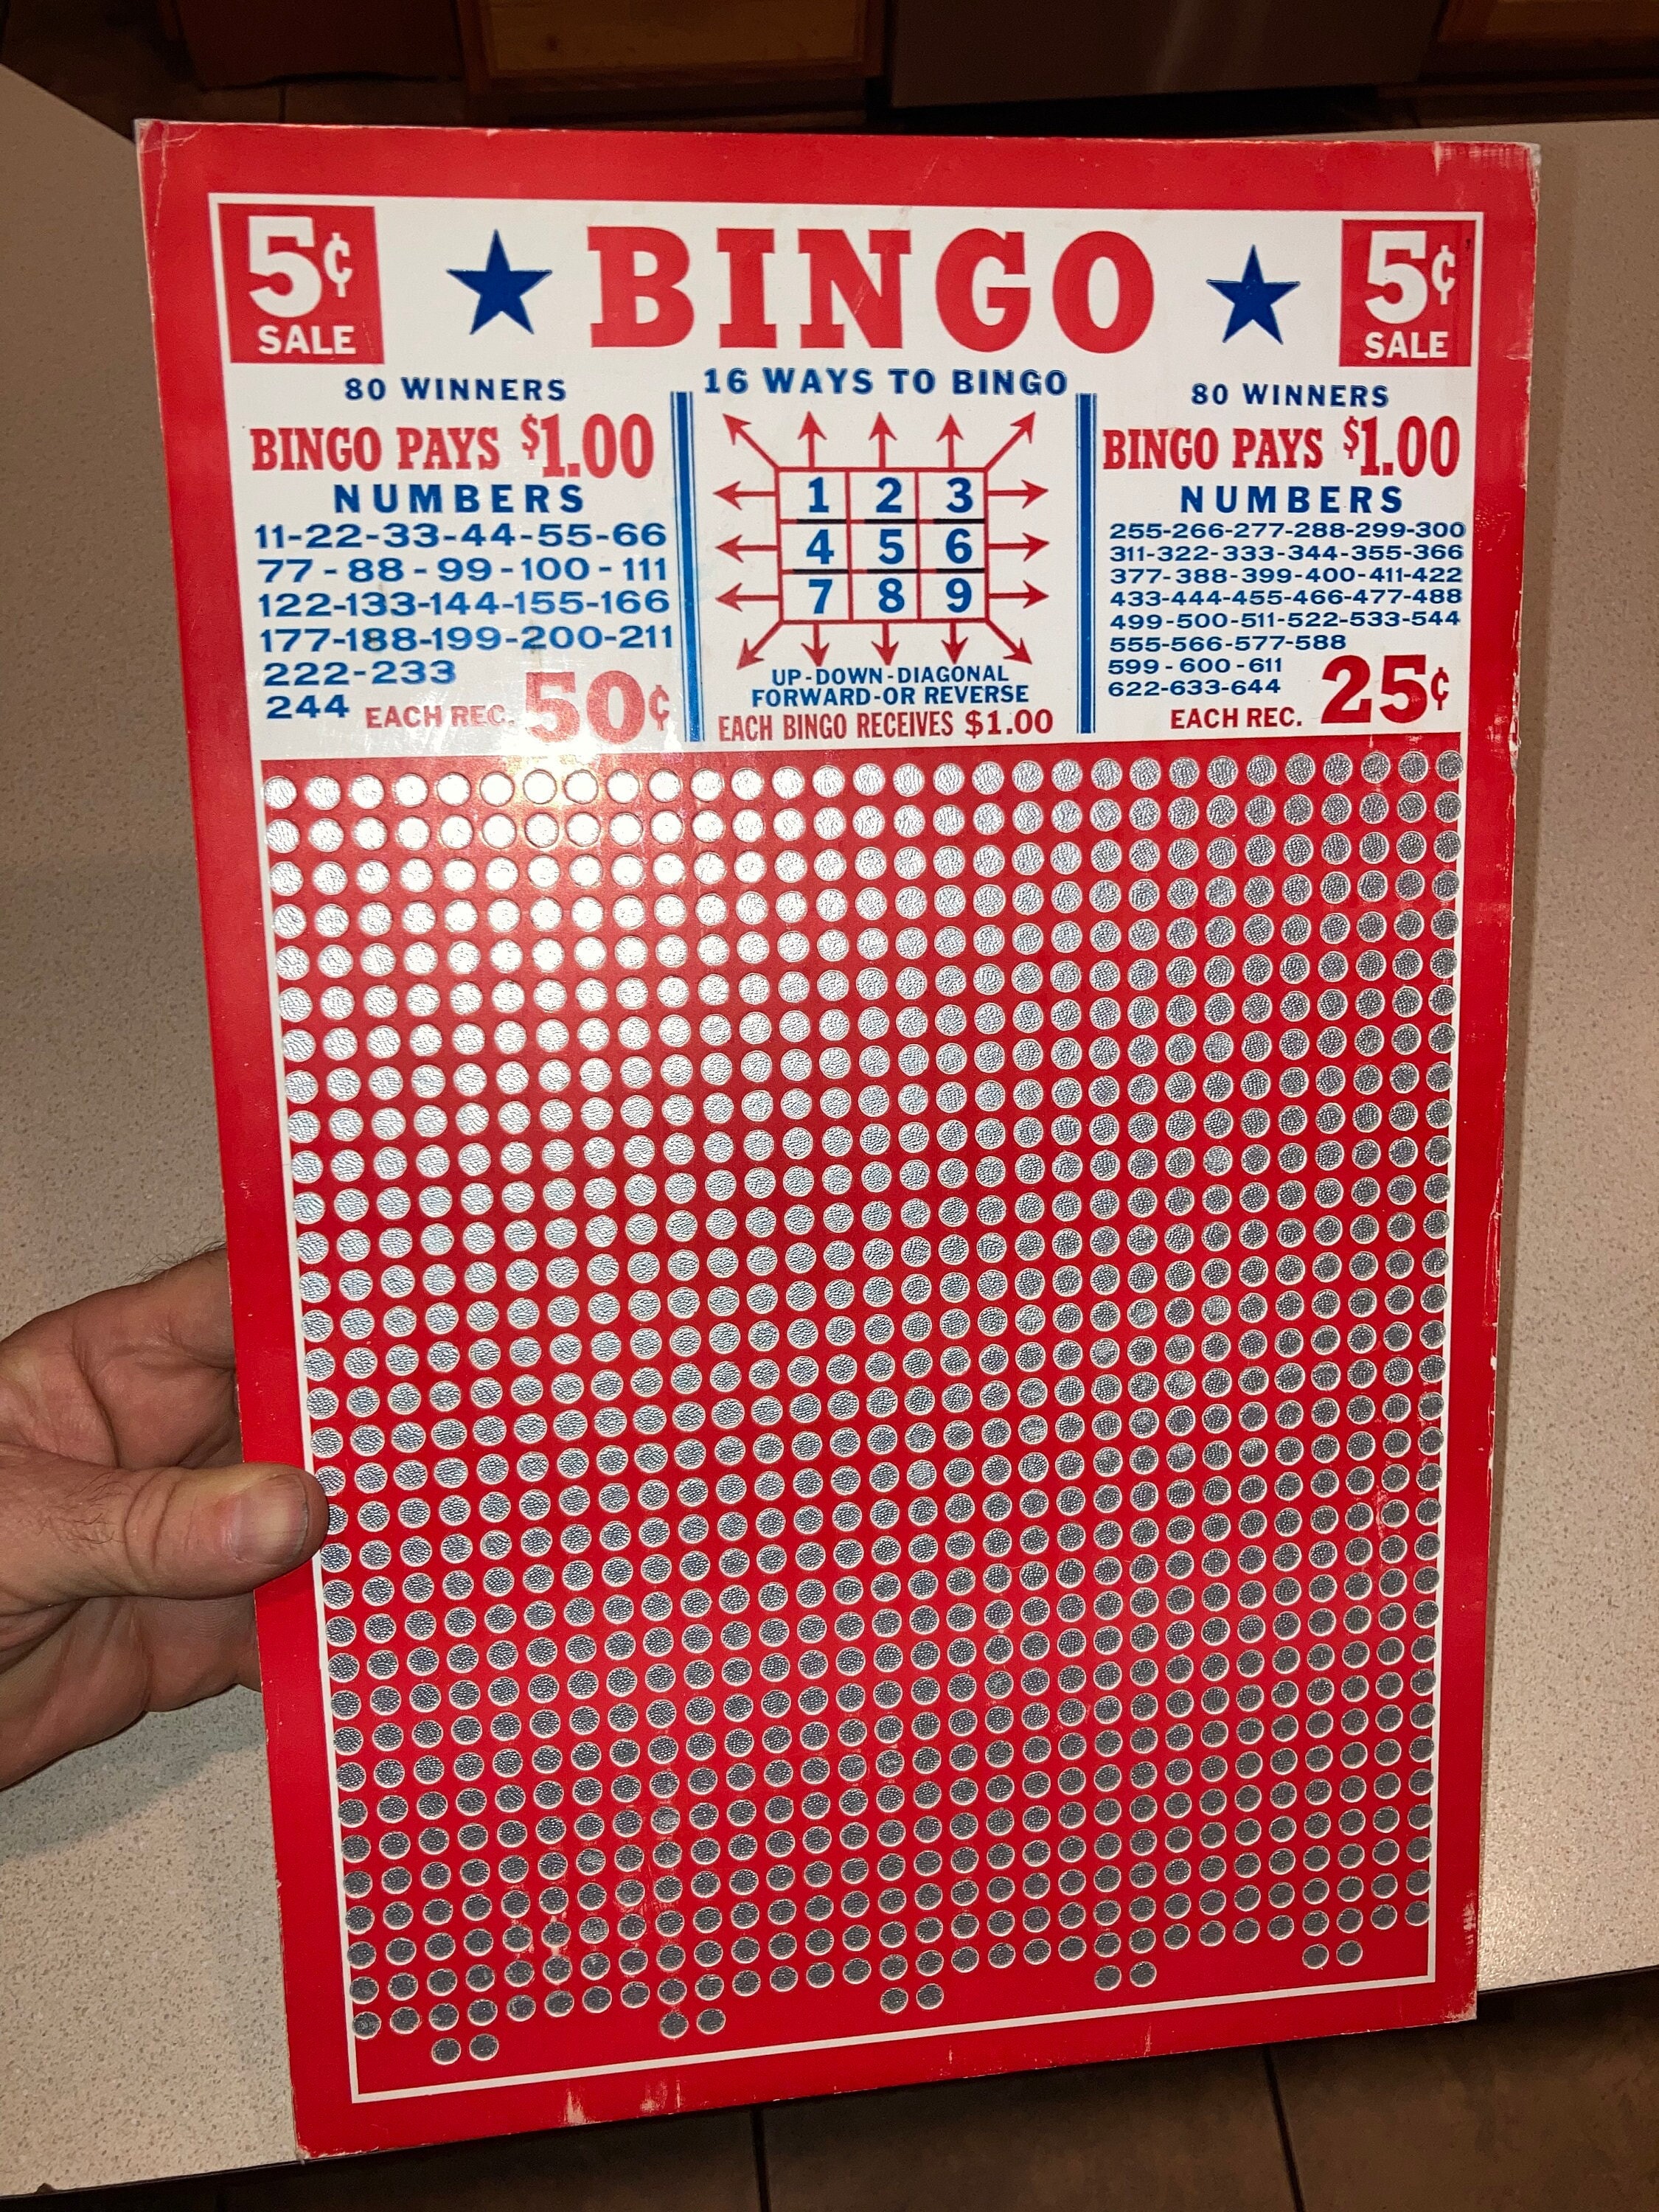 5¢ SALE
BINGO
5¢ SALE
80 WINNERS
BINGO PAYS $1.00
NUMBERS
11-22-33-44-55-66
77-88-99-100-111
122-133-144-155-166
177-188-199-200-211
222-233
244 EACH REC. 50¢
16 WAYS TO BINGO
1 2 3
4 5 6
7 8 9
UP-DOWN-DIAGONAL
FORWARD-OR REVERSE
EACH BINGO RECEIVES $1.00
80 WINNERS
BINGO PAYS $1.00
NUMBERS
255-266-277-288-299-300
311-322-333-344-355-366
377-388-399-400-411-422
433-444-455-466-477-488
499-500-511-522-533-544
555-566-577-588
599-600-611
622-633-644
EACH REC. 25¢